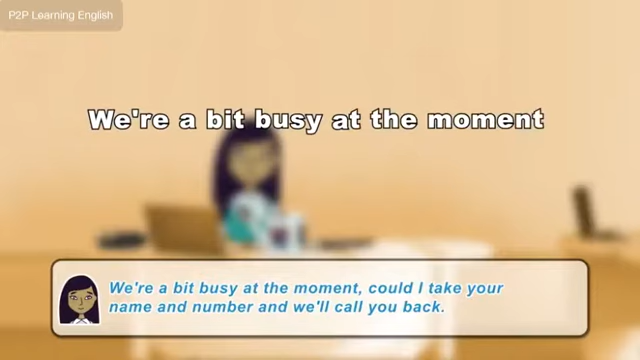 P2P Learning English
We're a bit busy at the moment
We're a bit busy at the moment, could I take your
name and number and we'll call you back.